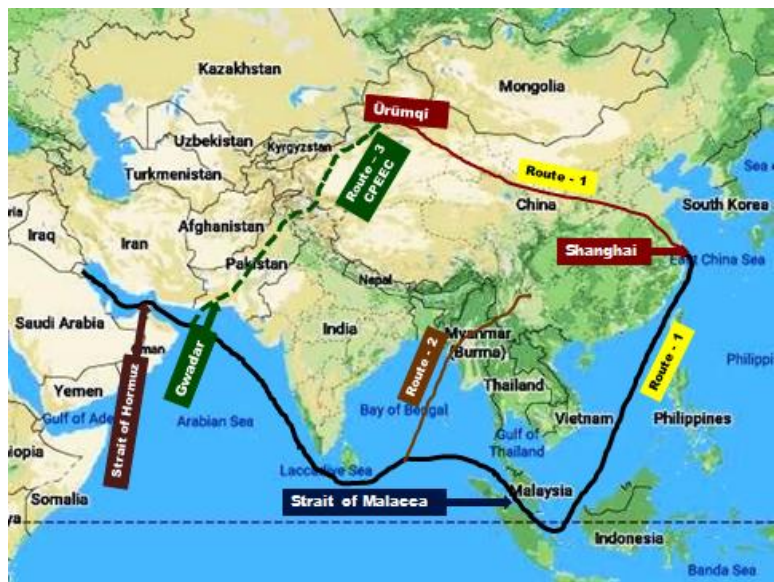 Kazakhstan
Mongolia
Ürümqi
Uzbekistan
Kyrgyzstan
Turkmenistan
Route – 3
CPEEC
Route - 1
China
South Korea
Sea
Afghanistan
Iraq
Iran
Shanghai
East China Sea
Pakistan
Nepal
Saudi Arabia
India
Myanmar
(Burma)
Route - 2
Route - 1
Oman
Gwadar
Strait of Hormuz
Thailand
Yemen
Gulf of Ade
Arabian Sea
Bay of Bengal
Vietnam
Philippines
Philippi
Gulf of
Thailand
Laccadive Sea
Somalia
Strait of Malacca
Malaysia
Indonesia
Banda Sea